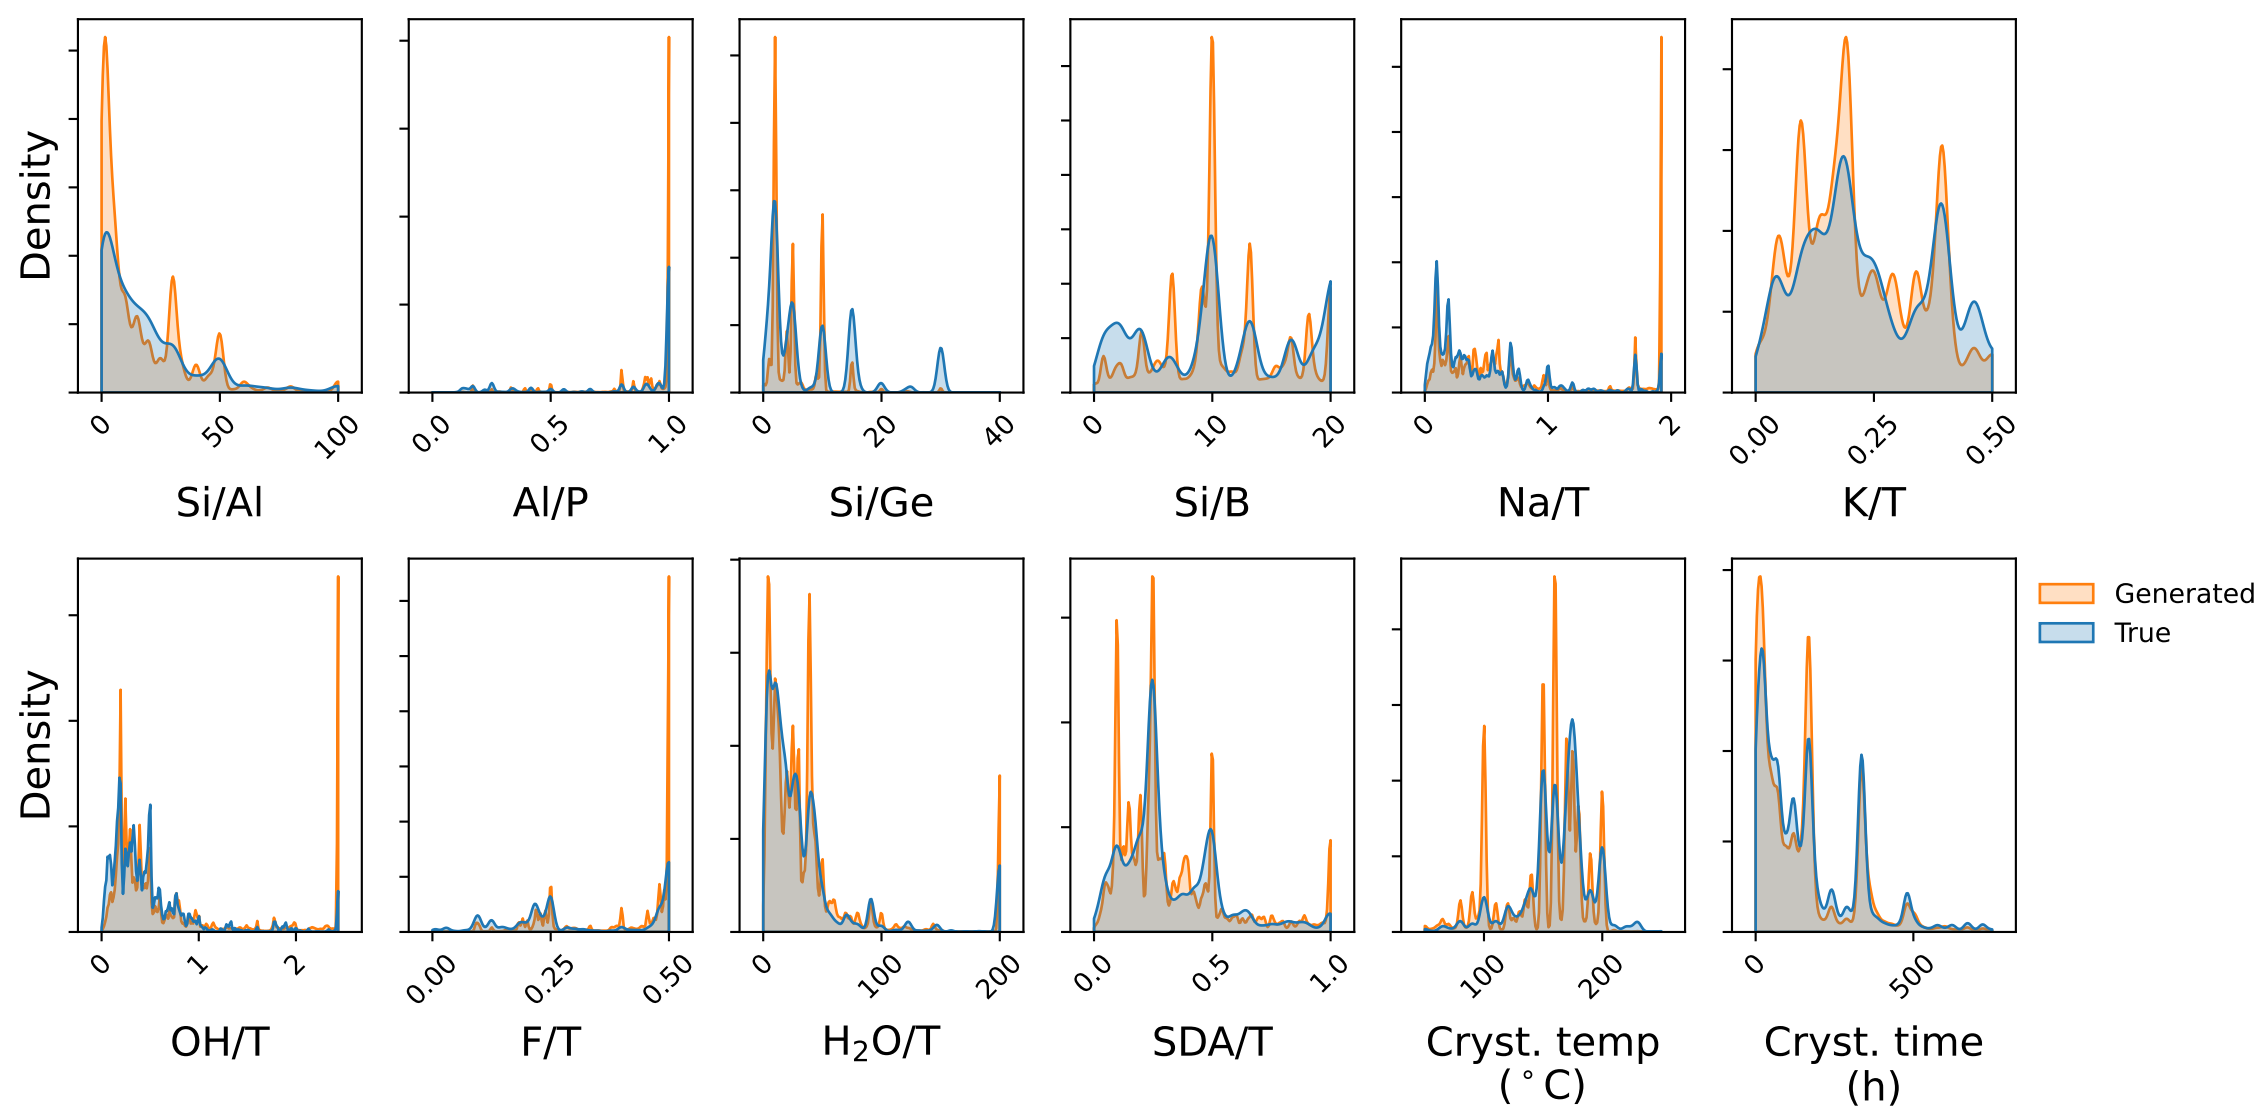 Density
0 50 100
0.0 0.5 1.0
0 20 40
0 10 20
0 1 2
0.00 0.25 0.50
Si/Al
Al/P
Si/Ge
Si/B
Na/T
K/T
Density
0 1 2
0.00 0.25 0.50
0 100 200
0.0 0.5 1.0
100 200
0 500
OH/T
F/T
H₂O/T
SDA/T
Cryst. temp
(°C)
Cryst. time
(h)
Generated
True